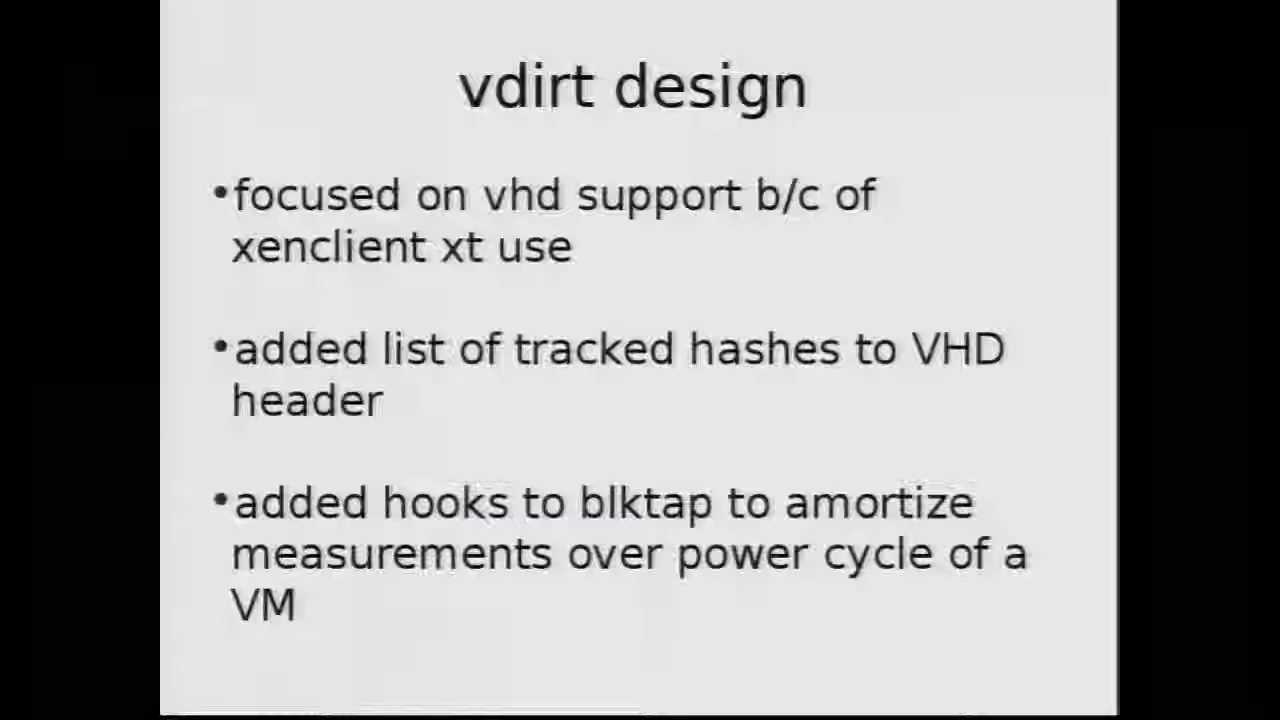 vdirt design
•focused on vhd support b/c of
xenclient xt use
•added list of tracked hashes to VHD
header
•added hooks to blktap to amortize
measurements over power cycle of a
VM